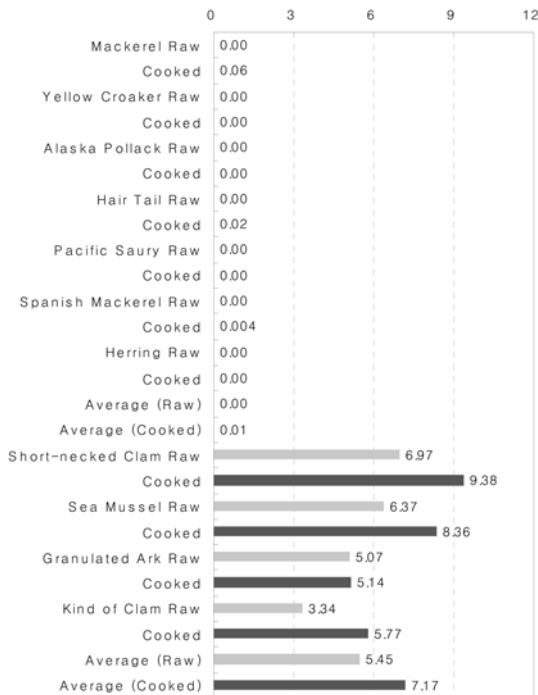 0 3 6 9 12
Mackerel Raw 0.00
Cooked 0.06
Yellow Croaker Raw 0.00
Cooked 0.00
Alaska Pollack Raw 0.00
Cooked 0.00
Hair Tail Raw 0.00
Cooked 0.02
Pacific Saury Raw 0.00
Cooked 0.00
Spanish Mackerel Raw 0.00
Cooked 0.004
Herring Raw 0.00
Cooked 0.00
Average (Raw) 0.00
Average (Cooked) 0.01
Short-necked Clam Raw 6.97
Cooked 9.38
Sea Mussel Raw 6.37
Cooked 8.36
Granulated Ark Raw 5.07
Cooked 5.14
Kind of Clam Raw 3.34
Cooked 5.77
Average (Raw) 5.45
Average (Cooked) 7.17